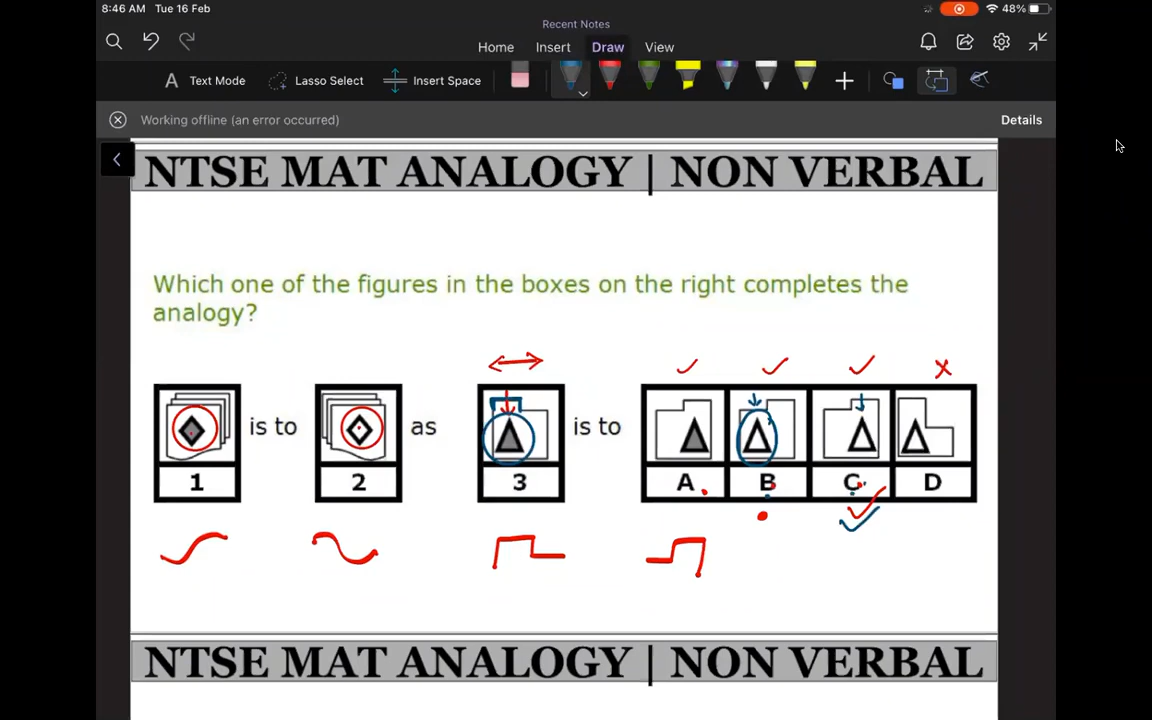 8:46 AM Tue 16 Feb
48%
Recent Notes
Home Insert Draw View
Text Mode Lasso Select Insert Space
Working offline (an error occurred) Details
NTSE MAT ANALOGY | NON VERBAL
Which one of the figures in the boxes on the right completes the
analogy?
is to as is to
1 2 3 A B C D
NTSE MAT ANALOGY | NON VERBAL